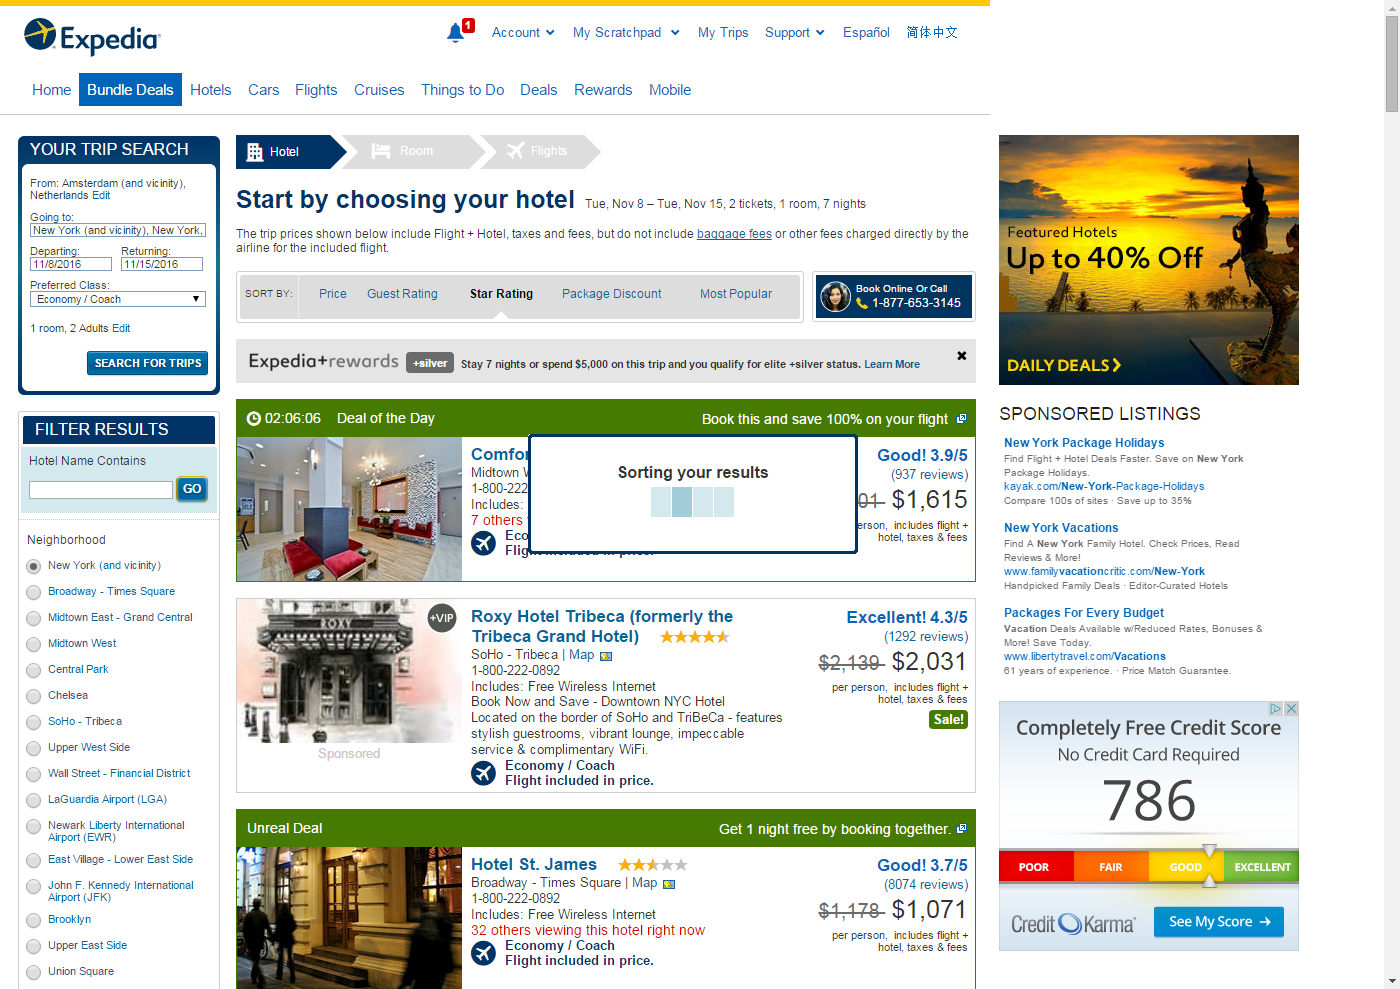 Expedia
1
Account
My Scratchpad
My Trips
Support
Español
简体中文
Home
Bundle Deals
Hotels
Cars
Flights
Cruises
Things to Do
Deals
Rewards
Mobile
YOUR TRIP SEARCH
From: Amsterdam (and vicinity),
Netherlands Edit
Going to:
New York (and vicinity), New York,
Departing:
Returning:
11/8/2016
11/15/2016
Preferred Class:
Economy / Coach
1 room, 2 Adults Edit
SEARCH FOR TRIPS
FILTER RESULTS
Hotel Name Contains
GO
Neighborhood
New York (and vicinity)
Broadway - Times Square
Midtown East - Grand Central
Midtown West
Central Park
Chelsea
SoHo - Tribeca
Upper West Side
Wall Street - Financial District
LaGuardia Airport (LGA)
Newark Liberty International
Airport (EWR)
East Village - Lower East Side
John F. Kennedy International
Airport (JFK)
Brooklyn
Upper East Side
Union Square
Hotel
Room
Flights
Start by choosing your hotel
Tue, Nov 8 – Tue, Nov 15, 2 tickets, 1 room, 7 nights
The trip prices shown below include Flight + Hotel, taxes and fees, but do not include baggage fees or other fees charged directly by the
airline for the included flight.
SORT BY:
Price
Guest Rating
Star Rating
Package Discount
Most Popular
Book Online Or Call
1-877-653-3145
Expedia+rewards
+silver
Stay 7 nights or spend $5,000 on this trip and you qualify for elite +silver status. Learn More
02:06:06
Deal of the Day
Book this and save 100% on your flight
Comfor
Midtown W
1-800-222
Includes:
7 others
Eco
Flight included in price.
Sorting your results
Good! 3.9/5
(937 reviews)
01 $1,615
erson, includes flight +
hotel, taxes & fees
ROXY
+VIP
Sponsored
Roxy Hotel Tribeca (formerly the
Tribeca Grand Hotel)
SoHo - Tribeca | Map
1-800-222-0892
Includes: Free Wireless Internet
Book Now and Save - Downtown NYC Hotel
Located on the border of SoHo and TriBeCa - features
stylish guestrooms, vibrant lounge, impeccable
service & complimentary WiFi.
Economy / Coach
Flight included in price.
Excellent! 4.3/5
(1292 reviews)
$2,139 $2,031
per person, includes flight +
hotel, taxes & fees
Sale!
Unreal Deal
Get 1 night free by booking together.
Hotel St. James
Broadway - Times Square | Map
1-800-222-0892
Includes: Free Wireless Internet
32 others viewing this hotel right now
Economy / Coach
Flight included in price.
Good! 3.7/5
(8074 reviews)
$1,178 $1,071
per person, includes flight +
hotel, taxes & fees
Featured Hotels
Up to 40% Off
DAILY DEALS
SPONSORED LISTINGS
New York Package Holidays
Find Flight + Hotel Deals Faster. Save on New York
Package Holidays.
kayak.com/New-York-Package-Holidays
Compare 100s of sites · Save up to 35%
New York Vacations
Find A New York Family Hotel. Check Prices, Read
Reviews & More!
www.familyvacationcritic.com/New-York
Handpicked Family Deals · Editor-Curated Hotels
Packages For Every Budget
Vacation Deals Available w/Reduced Rates, Bonuses &
More! Save Today.
www.libertytravel.com/Vacations
61 years of experience. · Price Match Guarantee.
Completely Free Credit Score
No Credit Card Required
786
POOR
FAIR
GOOD
EXCELLENT
Credit Karma
See My Score